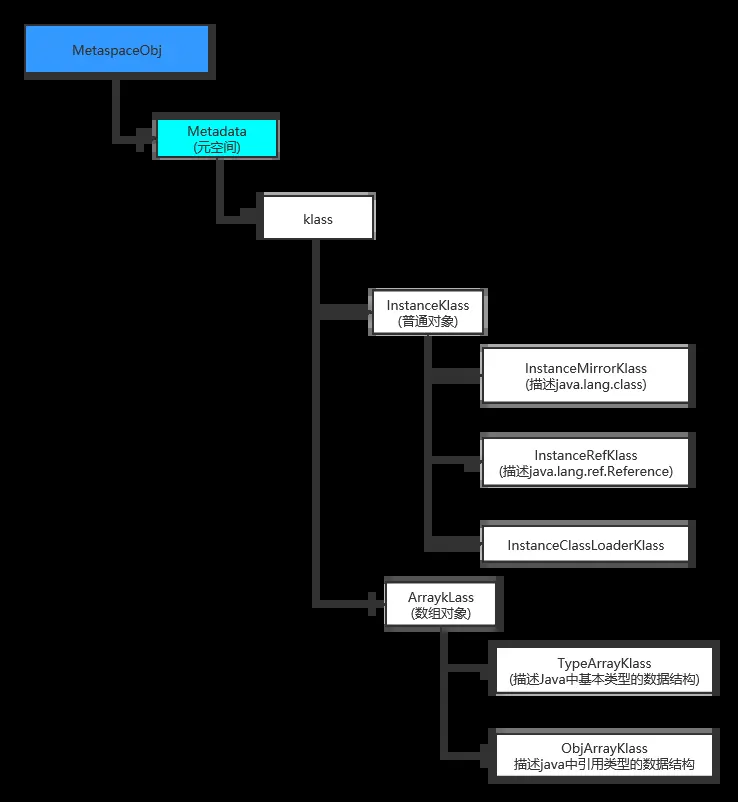 MetaspaceObj
Metadata
(元空间)
klass
InstanceKlass
(普通对象)
InstanceMirrorKlass
(描述java.lang.class)
InstanceRefKlass
(描述java.lang.ref.Reference)
InstanceClassLoaderKlass
ArraykLass
(数组对象)
TypeArrayKlass
(描述Java中基本类型的数据结构)
ObjArrayKlass
描述java中引用类型的数据结构